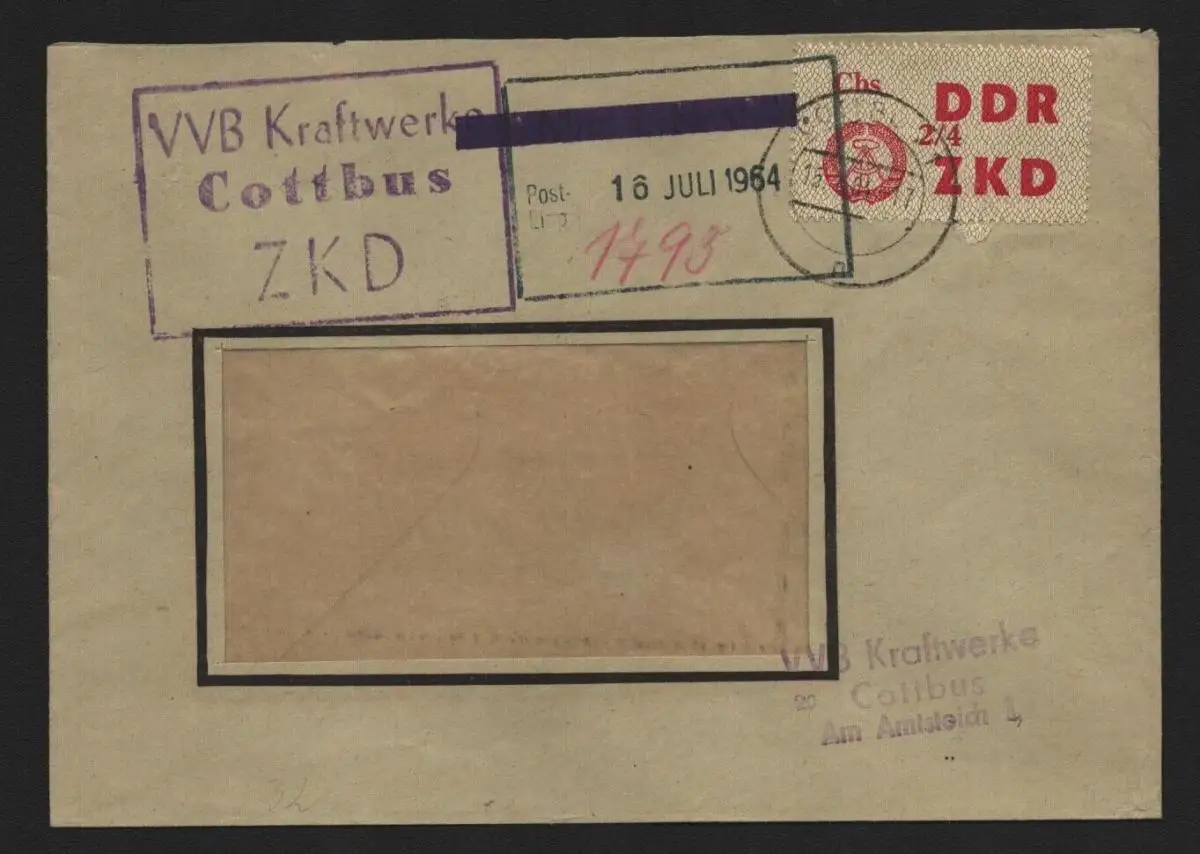 VVB Kraftwerke
Cottbus
ZKD
Post-
16 JULI 1964
1793
Cbs
DDR
2/4
ZKD
VVB Kraftwerke
Cottbus
Am Amtsteich 1,